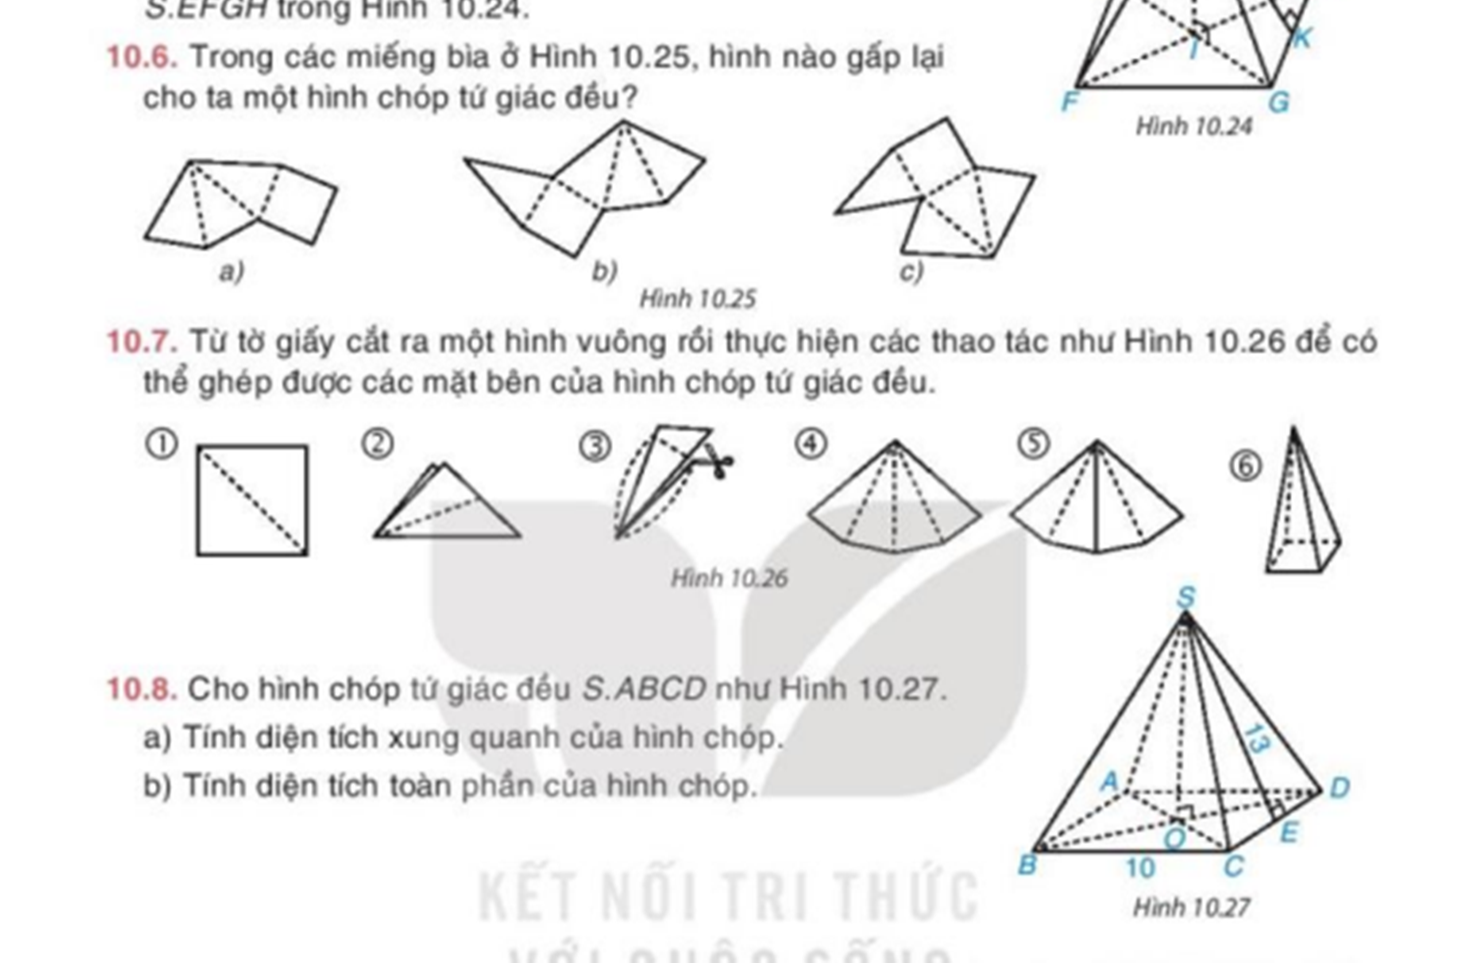 S.EFGH trong Hình 10.24.
10.6. Trong các miếng bìa ở Hình 10.25, hình nào gấp lại
cho ta một hình chóp tứ giác đều?
I
K
F
G
Hình 10.24
a)
b)
c)
Hình 10.25
10.7. Từ tờ giấy cắt ra một hình vuông rồi thực hiện các thao tác như Hình 10.26 để có
thể ghép được các mặt bên của hình chóp tứ giác đều.
① ② ③ ④ ⑤ ⑥
Hình 10.26
10.8. Cho hình chóp tứ giác đều S.ABCD như Hình 10.27.
a) Tính diện tích xung quanh của hình chóp.
b) Tính diện tích toàn phần của hình chóp.
S
13
A
D
O
E
B
10
C
Hình 10.27
KẾT NỐI TRI THỨC
VỚI CUỘC SỐNG